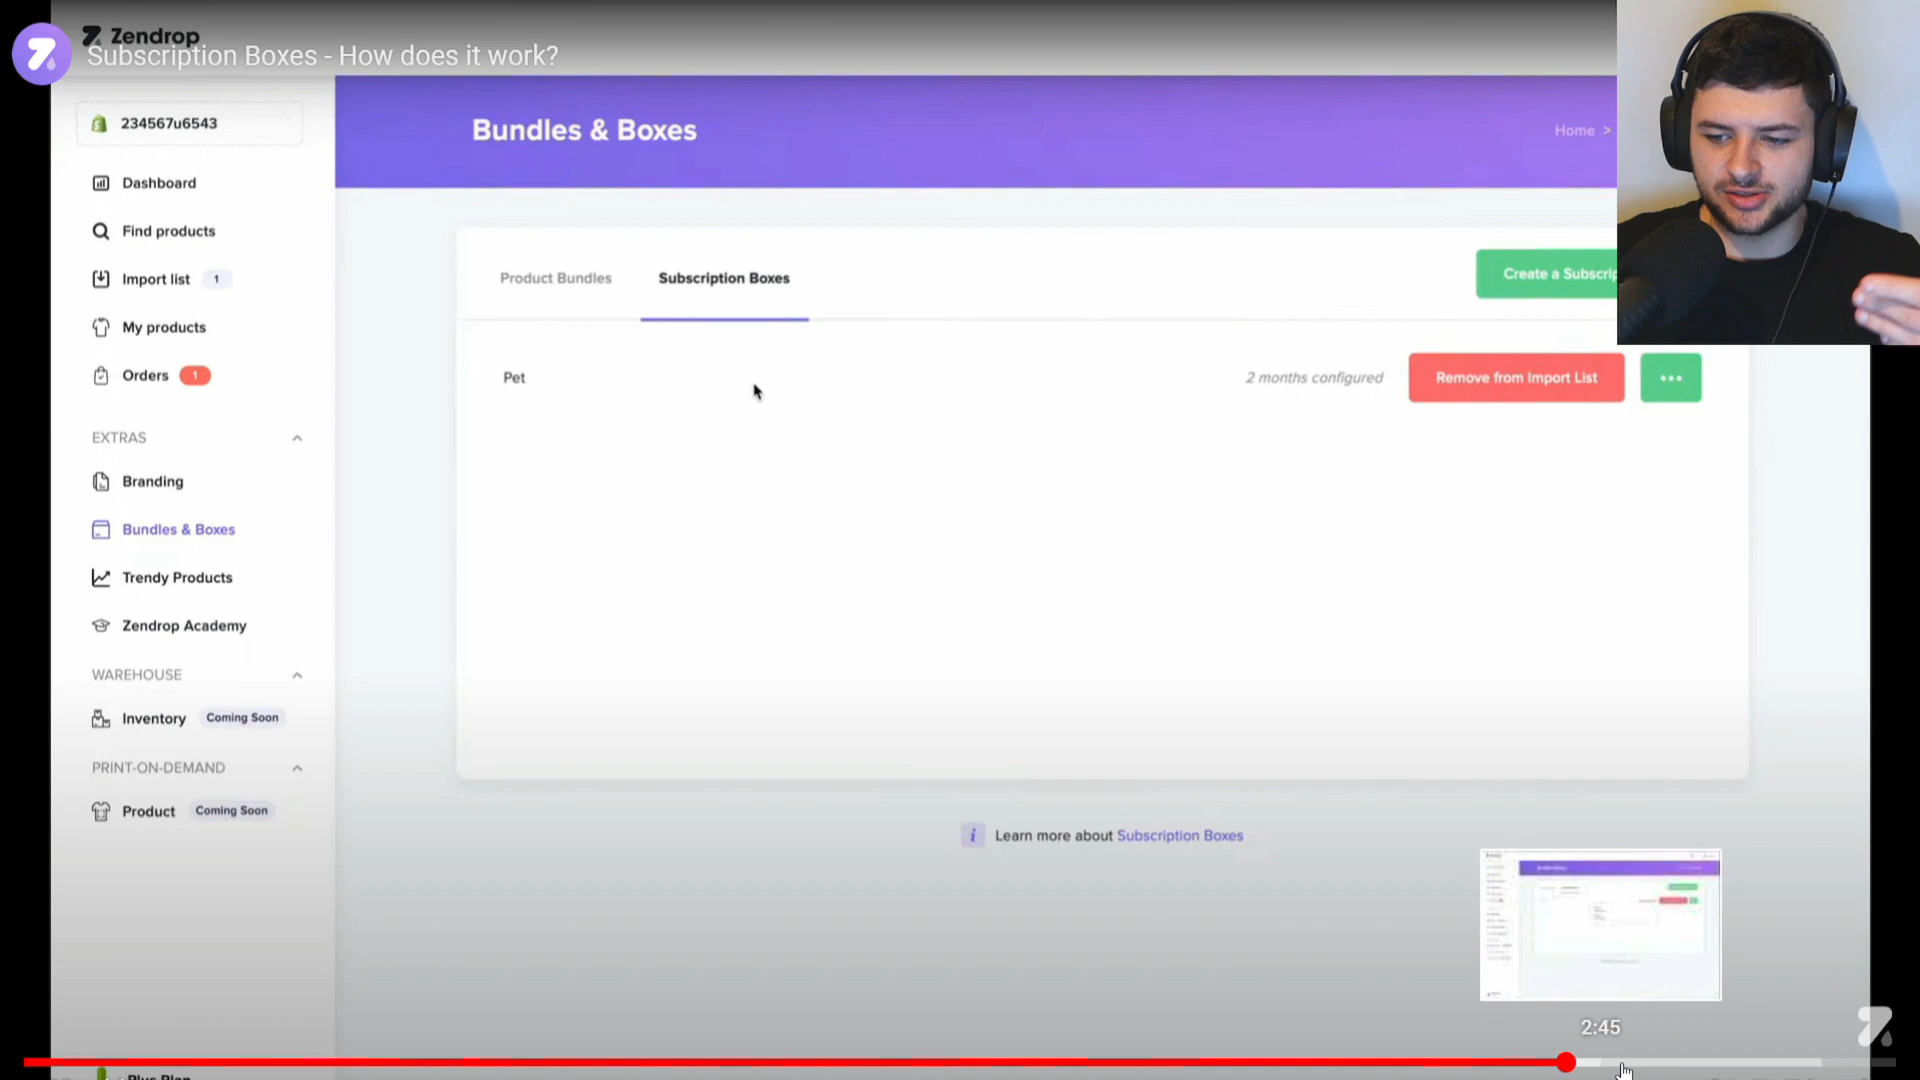 Zendrop
Subscription Boxes - How does it work?
234567u6543
Bundles & Boxes
Home >
Dashboard
Find products
Import list 1
My products
Orders 1
Product Bundles
Subscription Boxes
Create a Subscrip
Pet
2 months configured
Remove from Import List
EXTRAS
Branding
Bundles & Boxes
Trendy Products
Zendrop Academy
WAREHOUSE
Inventory Coming Soon
PRINT-ON-DEMAND
Product Coming Soon
i Learn more about Subscription Boxes
2:45
Plus Plan